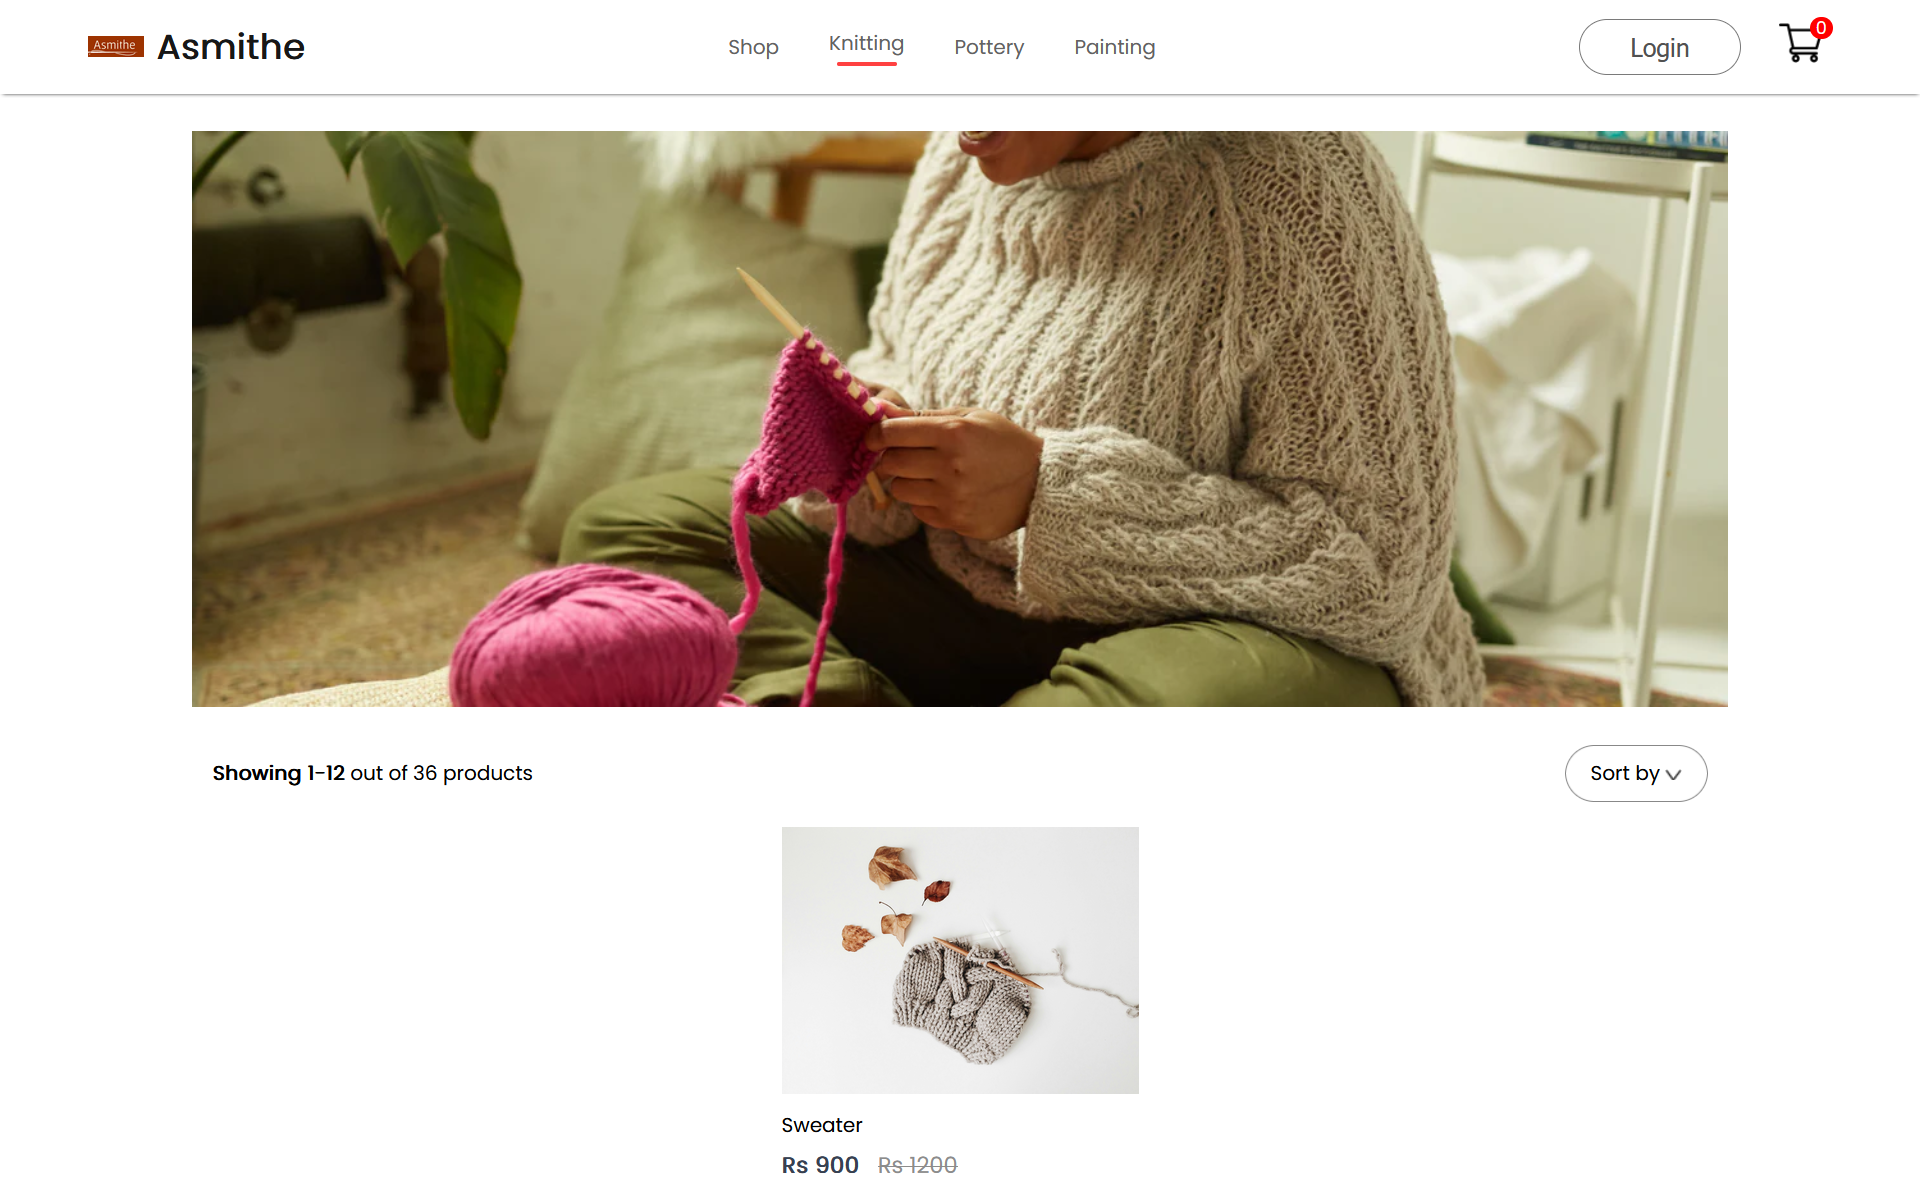 Asmithe
Asmithe
Shop
Knitting
Pottery
Painting
Login
0
Showing 1-12 out of 36 products
Sort by
Sweater
Rs 900 Rs 1200